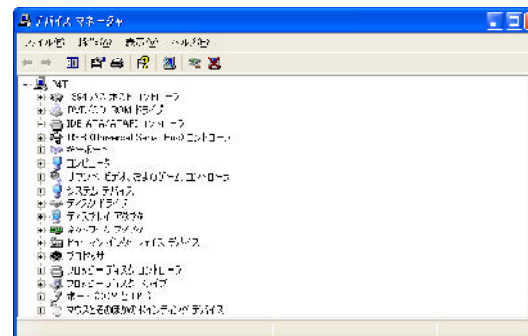 デバイス マネージャ
ファイル(F) 操作(A) 表示(V) ヘルプ(H)
1394 バス ホスト コントローラ
DVD/CD-ROM ドライブ
IDE ATA/ATAPI コントローラ
USB (Universal Serial Bus) コントローラ
キーボード
コンピュータ
サウンド、ビデオ、およびゲーム コントローラ
システム デバイス
ディスク ドライブ
ディスプレイ アダプタ
ネットワーク アダプタ
ヒューマン インターフェイス デバイス
プロセッサ
フロッピー ディスク コントローラ
フロッピー ディスク ドライブ
ポート (COM と LPT)
マウスとそのほかのポインティング デバイス